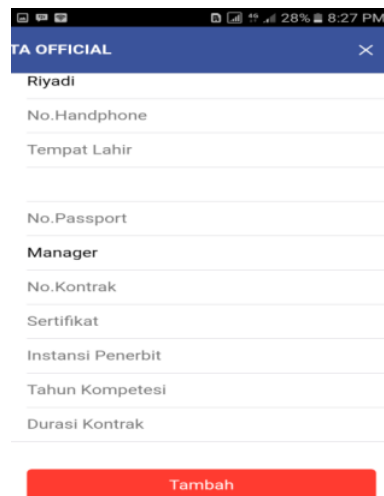 28% 8:27 PM
TA OFFICIAL
Riyadi
No.Handphone
Tempat Lahir
No.Passport
Manager
No.Kontrak
Sertifikat
Instansi Penerbit
Tahun Kompetesi
Durasi Kontrak
Tambah